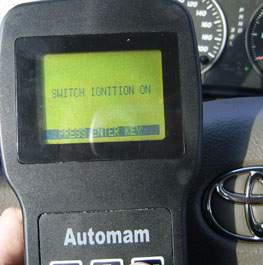 SWITCH IGNITION ON
PRESS ENTER KEY
Automam